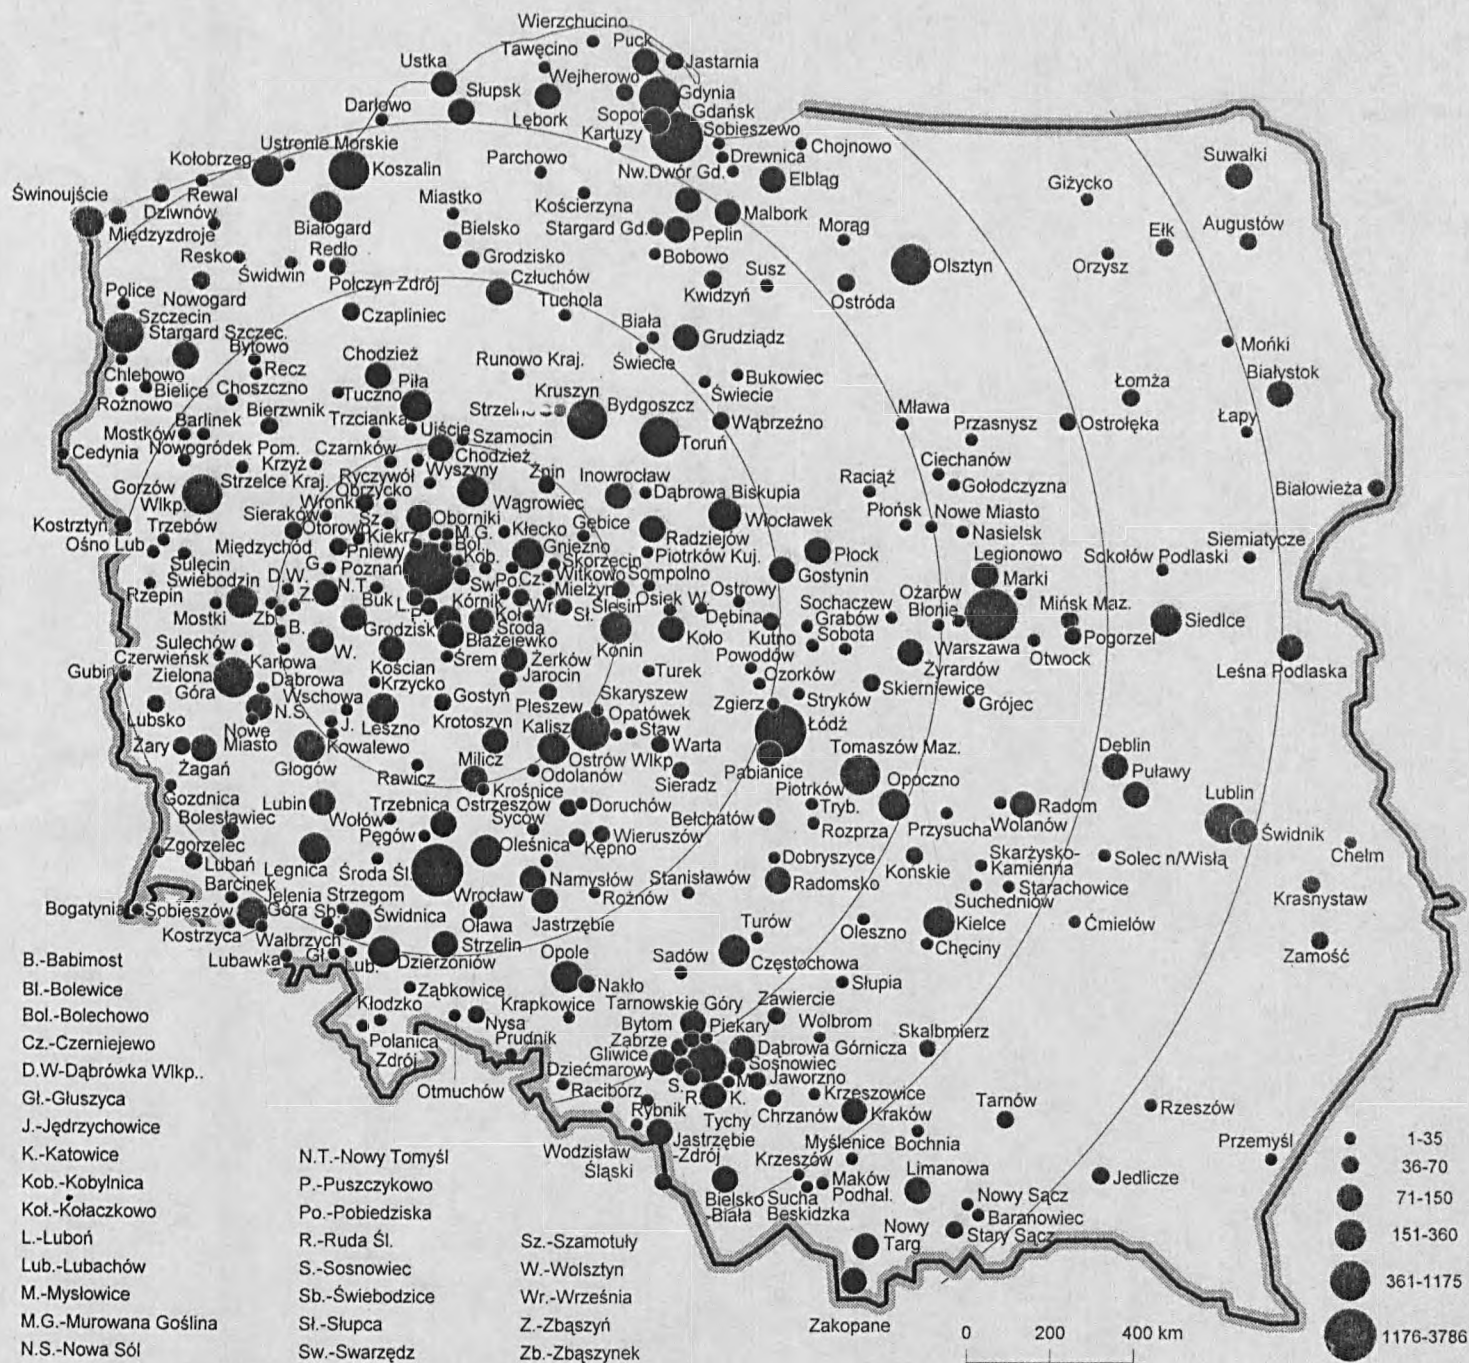 Wierzchucino
Tawęcino
Puck
Jastarnia
Ustka
Wejherowo
Gdynia
Słupsk
Gdańsk
Darłowo
Lębork
Sopot
Kartuzy
Sobieszewo
Ustronie Morskie
Chojnowo
Kołobrzeg
Parchowo
Drewnica
Koszalin
Nw.Dwór Gd.
Elbląg
Suwałki
Świnoujście
Rewal
Giżycko
Dziwnów
Miastko
Kościerzyna
Malbork
Międzyzdroje
Białogard
Bielsko
Stargard Gd.
Peplin
Morąg
Ełk
Augustów
Resko
Redło
Grodzisko
Bobowo
Orzysz
Świdwin
Połczyn Zdrój
Człuchów
Susz
Olsztyn
Police
Nowogard
Tuchola
Kwidzyń
Ostróda
Szczecin
Czapliniec
Biała
Stargard Szczec.
Grudziądz
Mońki
Bytowo
Chodzież
Runowo Kraj.
Świecie
Białystok
Chlebowo
Recz
Piła
Bukowiec
Łomża
Bielice
Choszczno
Tuczno
Kruszyn
Świecie
Rożnowo
Bierzwnik
Trzcianka
Strzelno
Bydgoszcz
Mława
Łapy
Barlinek
Ujście
Wąbrzeźno
Przasnysz
Ostrołęka
Mostków
Czarnków
Szamocin
Toruń
Cedynia
Nowogródek Pom.
Chodzież
Krzyż
Ryczywół
Wyszyny
Żnin
Inowrocław
Ciechanów
Gorzów
Wlkp.
Strzelce Kraj.
Obrzycko
Dąbrowa Biskupia
Raciąż
Gołodczyzna
Białowieża
Wronki
Wągrowiec
Kostrztyń
Trzebów
Sieraków
Sz.
Oborniki
Kłecko
Gębice
Włocławek
Płońsk
Nowe Miasto
Ośno Lub
Otorowo
Kiekrz
M.G.
Radziejów
Nasielsk
Sulęcin
Międzychód
Pniewy
Bol.
Gniezno
Piotrków Kuj.
Płock
Legionowo
Sokołów Podlaski
Siemiatycze
Świebodzin
G.
Poznań
Kob.
Skorzęcin
Gostynin
Marki
Rzepin
D.W.
N.T.
Sw.
Po.
Cz.
Witkowo
Sompolno
Ostrowy
Ożarów
Mostki
Z.
Buk
L.
Mielżyn
Sochaczew
Błonie
Mińsk Maz.
Zb.
Kórnik
Koł.
Wr.
Ślesin
Osiek W.
Grabów
Siedlce
B.
P.
Środa
Sł.
Dębina
Sulechów
Grodzisk
Błażejewko
Koło
Kutno
Sobota
Pogorzel
Czerwieńsk
Karłowa
W.
Konin
Warszawa
Otwock
Gubin
Zielona
Góra
Kościan
Śrem
Żerków
Powodów
Żyrardów
Leśna Podlaska
Dąbrowa
Krzycko
Jarocin
Turek
Ozorków
Wschowa
Gostyń
Skaryszew
Stryków
Skierniewice
Lubsko
N.S.
Pleszew
Zgierz
Grójec
Nowe
Miasto
J.
Leszno
Krotoszyn
Kalisz
Opatówek
Łódź
Żary
Kowalewo
Staw
Tomaszów Maz.
Dęblin
Żagań
Głogów
Milicz
Ostrów Wlkp
Warta
Rawicz
Odolanów
Pabianice
Puławy
Gozdnica
Krośnice
Sieradz
Piotrków
Tryb.
Opoczno
Bolesławiec
Lubin
Trzebnica
Ostrzeszów
Doruchów
Radom
Lublin
Wołów
Syców
Bełchatów
Wolanów
Zgorzelec
Pęgów
Wieruszów
Rozprza
Przysucha
Świdnik
Lubań
Oleśnica
Kępno
Legnica
Dobryszyce
Skarżysko-
Kamienna
Solec n/Wisłą
Chełm
Barcinek
Środa Śl.
Namysłów
Stanisławów
Konskie
Bogatynia
Jelenia
Góra
Strzegom
Wrocław
Rożnów
Radomsko
Starachowice
Krasnystaw
Sobieszów
Sb.
Świdnica
Suchedniów
Kostrzyca
Wałbrzych
Oława
Jastrzębie
Turów
Oleszno
Kielce
Ćmielów
Lubawka
Gł.
Strzelin
Zamość
Lub.
Dzierżoniów
Opole
Częstochowa
Chęciny
Sadów
Nakło
Ząbkowice
Słupia
Kłodzko
Krapkowice
Tarnowskie Góry
Zawiercie
Nysa
Bytom
Piekary
Wolbrom
Skalbmierz
Polanica
Zdrój
Prudnik
Zabrze
Dąbrowa Górnicza
Gliwice
Sosnowiec
Otmuchów
Dziećmarowy
S.
M.
Jaworzno
Racibórz
R.
K.
Krzeszowice
Tarnów
Rzeszów
Rybnik
Tychy
Chrzanów
Kraków
Wodzisław
Śląski
Jastrzębie
-Zdrój
Myślenice
Bochnia
Przemyśl
Krzeszów
Maków
Podhal.
Limanowa
Jedlicze
Bielsko
-Biała
Sucha
Beskidzka
Nowy Sącz
Baranowiec
Nowy
Targ
Stary Sącz
Zakopane
B.-Babimost
Bl.-Bolewice
Bol.-Bolechowo
Cz.-Czerniejewo
D.W-Dąbrówka Wlkp..
Gł.-Głuszyca
J.-Jędrzychowice
K.-Katowice
Kob.-Kobylnica
Koł.-Kołaczkowo
L.-Luboń
Lub.-Lubachów
M.-Mysłowice
M.G.-Murowana Goślina
N.S.-Nowa Sól
N.T.-Nowy Tomyśl
P.-Puszczykowo
Po.-Pobiedziska
R.-Ruda Śl.
S.-Sosnowiec
Sb.-Świebodzice
Sł.-Słupca
Sw.-Swarzędz
Sz.-Szamotuły
W.-Wolsztyn
Wr.-Września
Z.-Zbąszyń
Zb.-Zbąszynek
1-35
36-70
71-150
151-360
361-1175
1176-3786
0 200 400 km